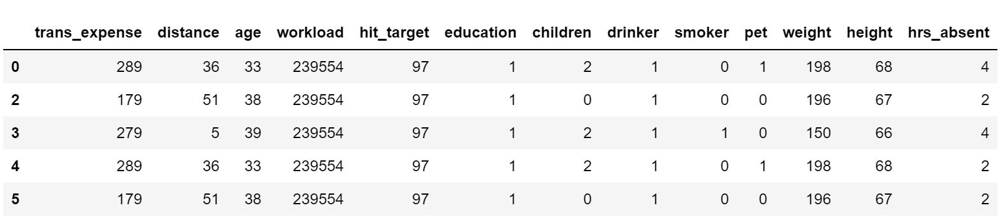 trans_expense distance age workload hit_target education children drinker smoker pet weight height hrs_absent
0 289 36 33 239554 97 1 2 1 0 1 198 68 4
2 179 51 38 239554 97 1 0 1 0 0 196 67 2
3 279 5 39 239554 97 1 2 1 1 0 150 66 4
4 289 36 33 239554 97 1 2 1 0 1 198 68 2
5 179 51 38 239554 97 1 0 1 0 0 196 67 2